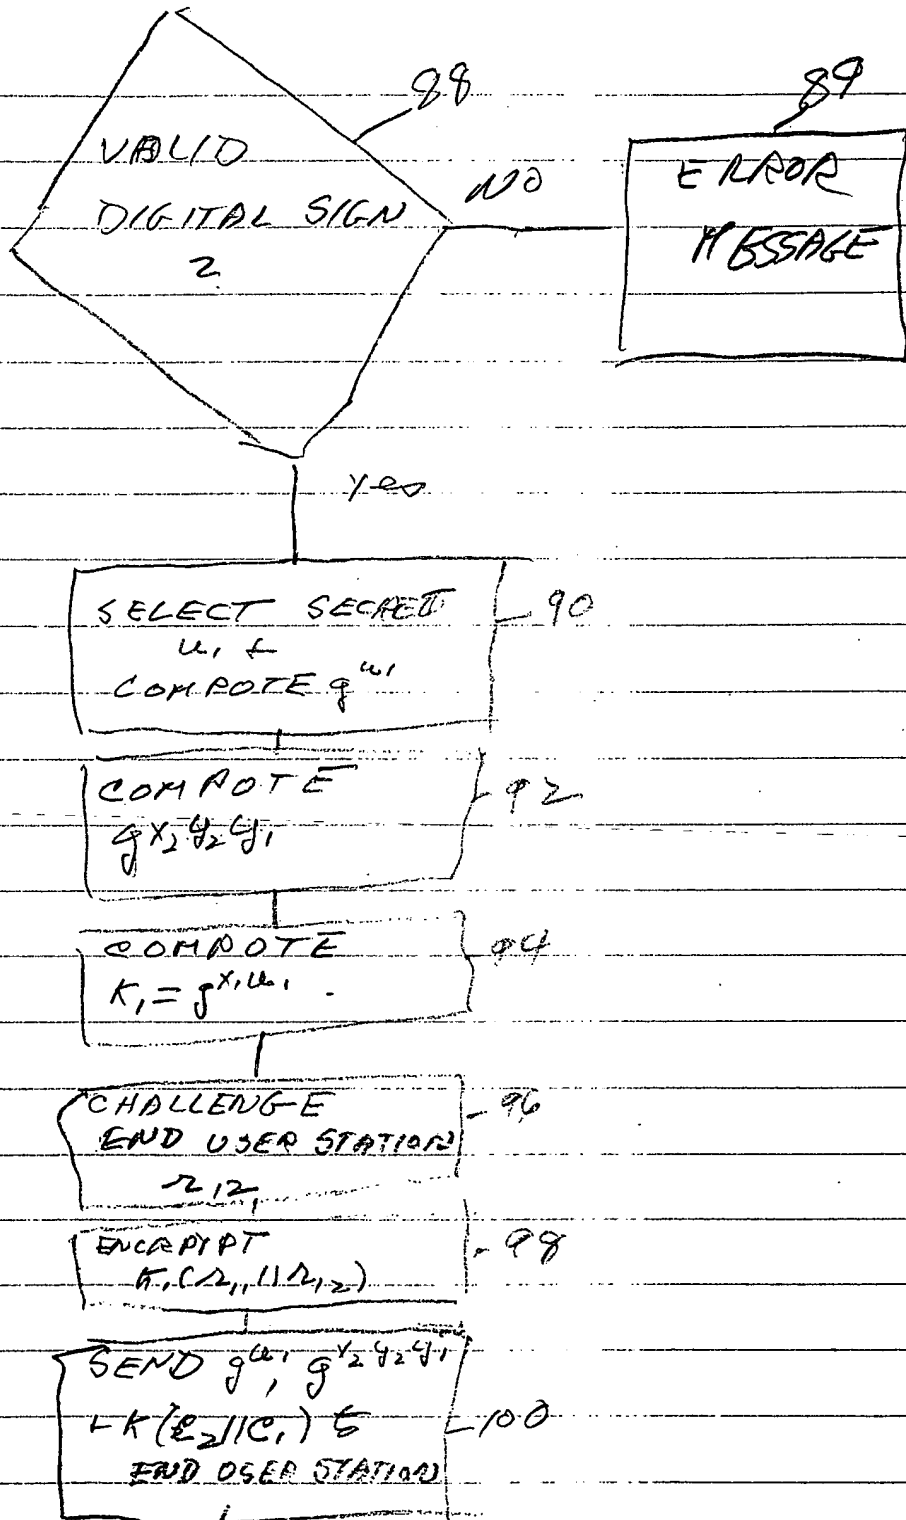 88
VALID
DIGITAL SIGN
?
NO
89
ERROR
MESSAGE
Yes
SELECT SECRET
u₁ &
COMPUTE g^u₁
90
COMPUTE
g^x₂y₂y₁
92
COMPUTE
K₁ = g^x₁u₁
94
CHALLENGE
END USER STATION
r₁₂
96
ENCRYPT
K₁(r₁₁||r₁₂)
98
SEND g^u₁, g^x₂y₂y₁
+ K(C₂||C₁) to
END USER STATION
100